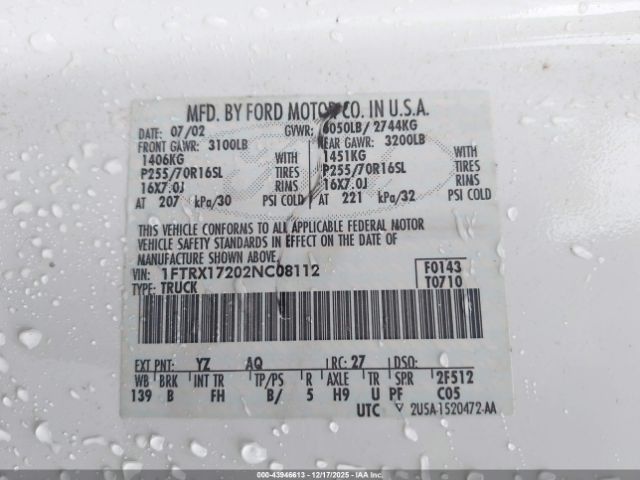 MFD. BY FORD MOTOR CO. IN U.S.A.
DATE: 07/02 GVWR: 6050LB/ 2744KG
FRONT GAWR: 3100LB REAR GAWR: 3200LB
1406KG WITH 1451KG WITH
P255/70R16SL TIRES P255/70R16SL TIRES
16X7.0J RIMS 16X7.0J RIMS
AT 207 kPa/30 PSI COLD AT 221 kPa/32 PSI COLD
THIS VEHICLE CONFORMS TO ALL APPLICABLE FEDERAL MOTOR
VEHICLE SAFETY STANDARDS IN EFFECT ON THE DATE OF
MANUFACTURE SHOWN ABOVE.
VIN: 1FTRX17202NC08112 F0143
TYPE: TRUCK T0710
EXT PNT: YZ AQ RC: 27 DSO:
WB BRK INT TR TP/PS R AXLE TR SPR 2F512
139 B FH B/ 5 H9 U PF C05
UTC ▽ 2USA-1520472-AA
000-43946613 - 12/17/2025 - IAAI.com